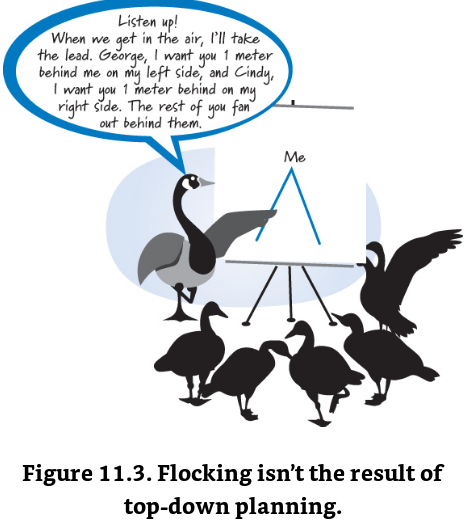 Listen up!
When we get in the air, I'll take
the lead. George, I want you 1 meter
behind me on my left side, and Cindy,
I want you 1 meter behind on my
right side. The rest of you fan
out behind them.
Me
Figure 11.3. Flocking isn't the result of
top-down planning.